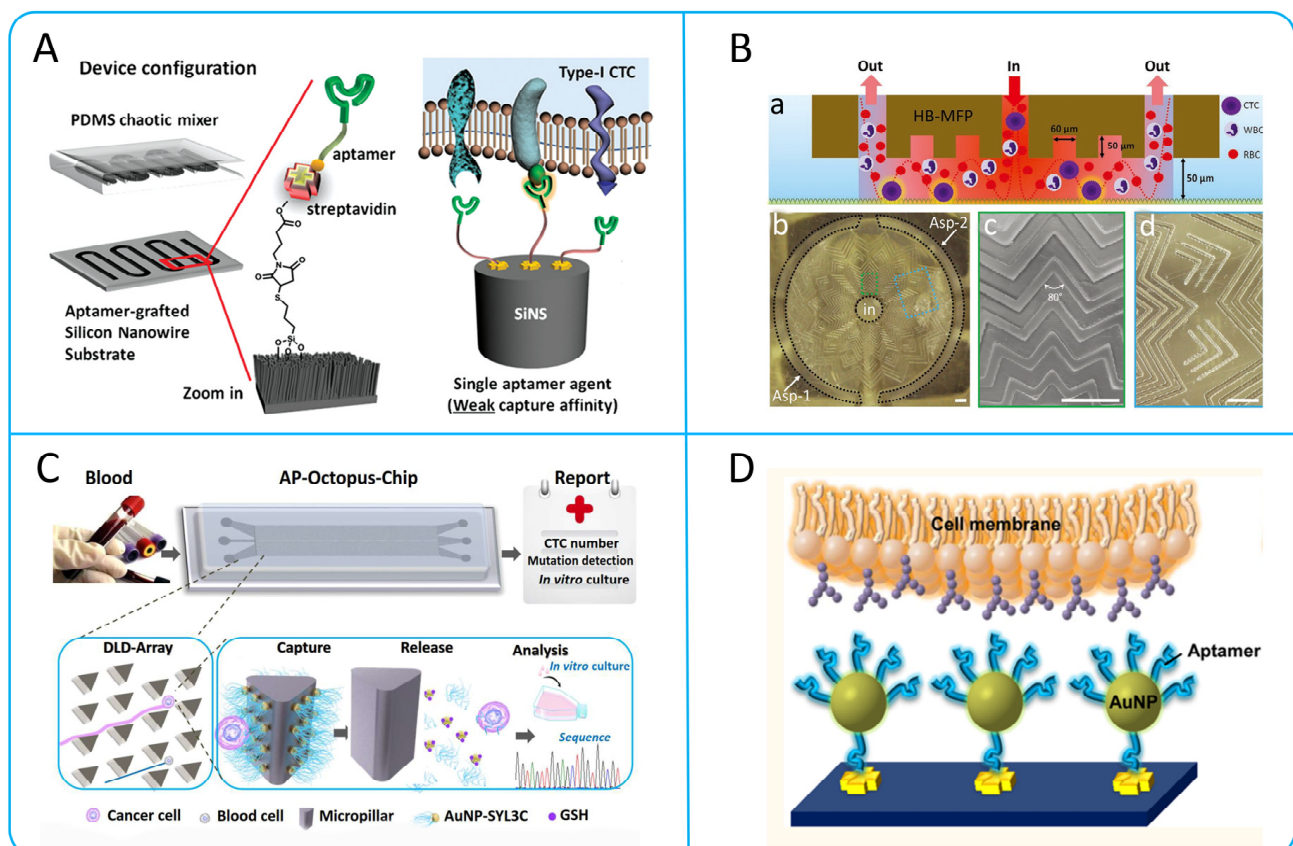 A
Device configuration
PDMS chaotic mixer
Aptamer-grafted
Silicon Nanowire
Substrate
Zoom in
aptamer
streptavidin
O
O
O
N
O
S
Si
O
O
O
Type-I CTC
SiNS
Single aptamer agent
(Weak capture affinity)
B
a
Out
In
Out
HB-MFP
60 µm
50 µm
50 µm
CTC
WBC
RBC
b
Asp-2
in
Asp-1
c
80°
d
C
Blood
AP-Octopus-Chip
Report
CTC number
Mutation detection
In vitro culture
DLD-Array
Capture
Release
Analysis
In vitro culture
Sequence
Cancer cell
Blood cell
Micropillar
AuNP-SYL3C
GSH
D
Cell membrane
Aptamer
AuNP